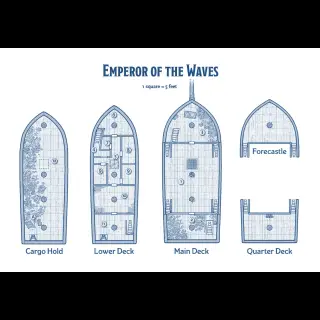 EMPEROR OF THE WAVES
1 square = 5 feet
Forecastle
Cargo Hold
Lower Deck
Main Deck
Quarter Deck